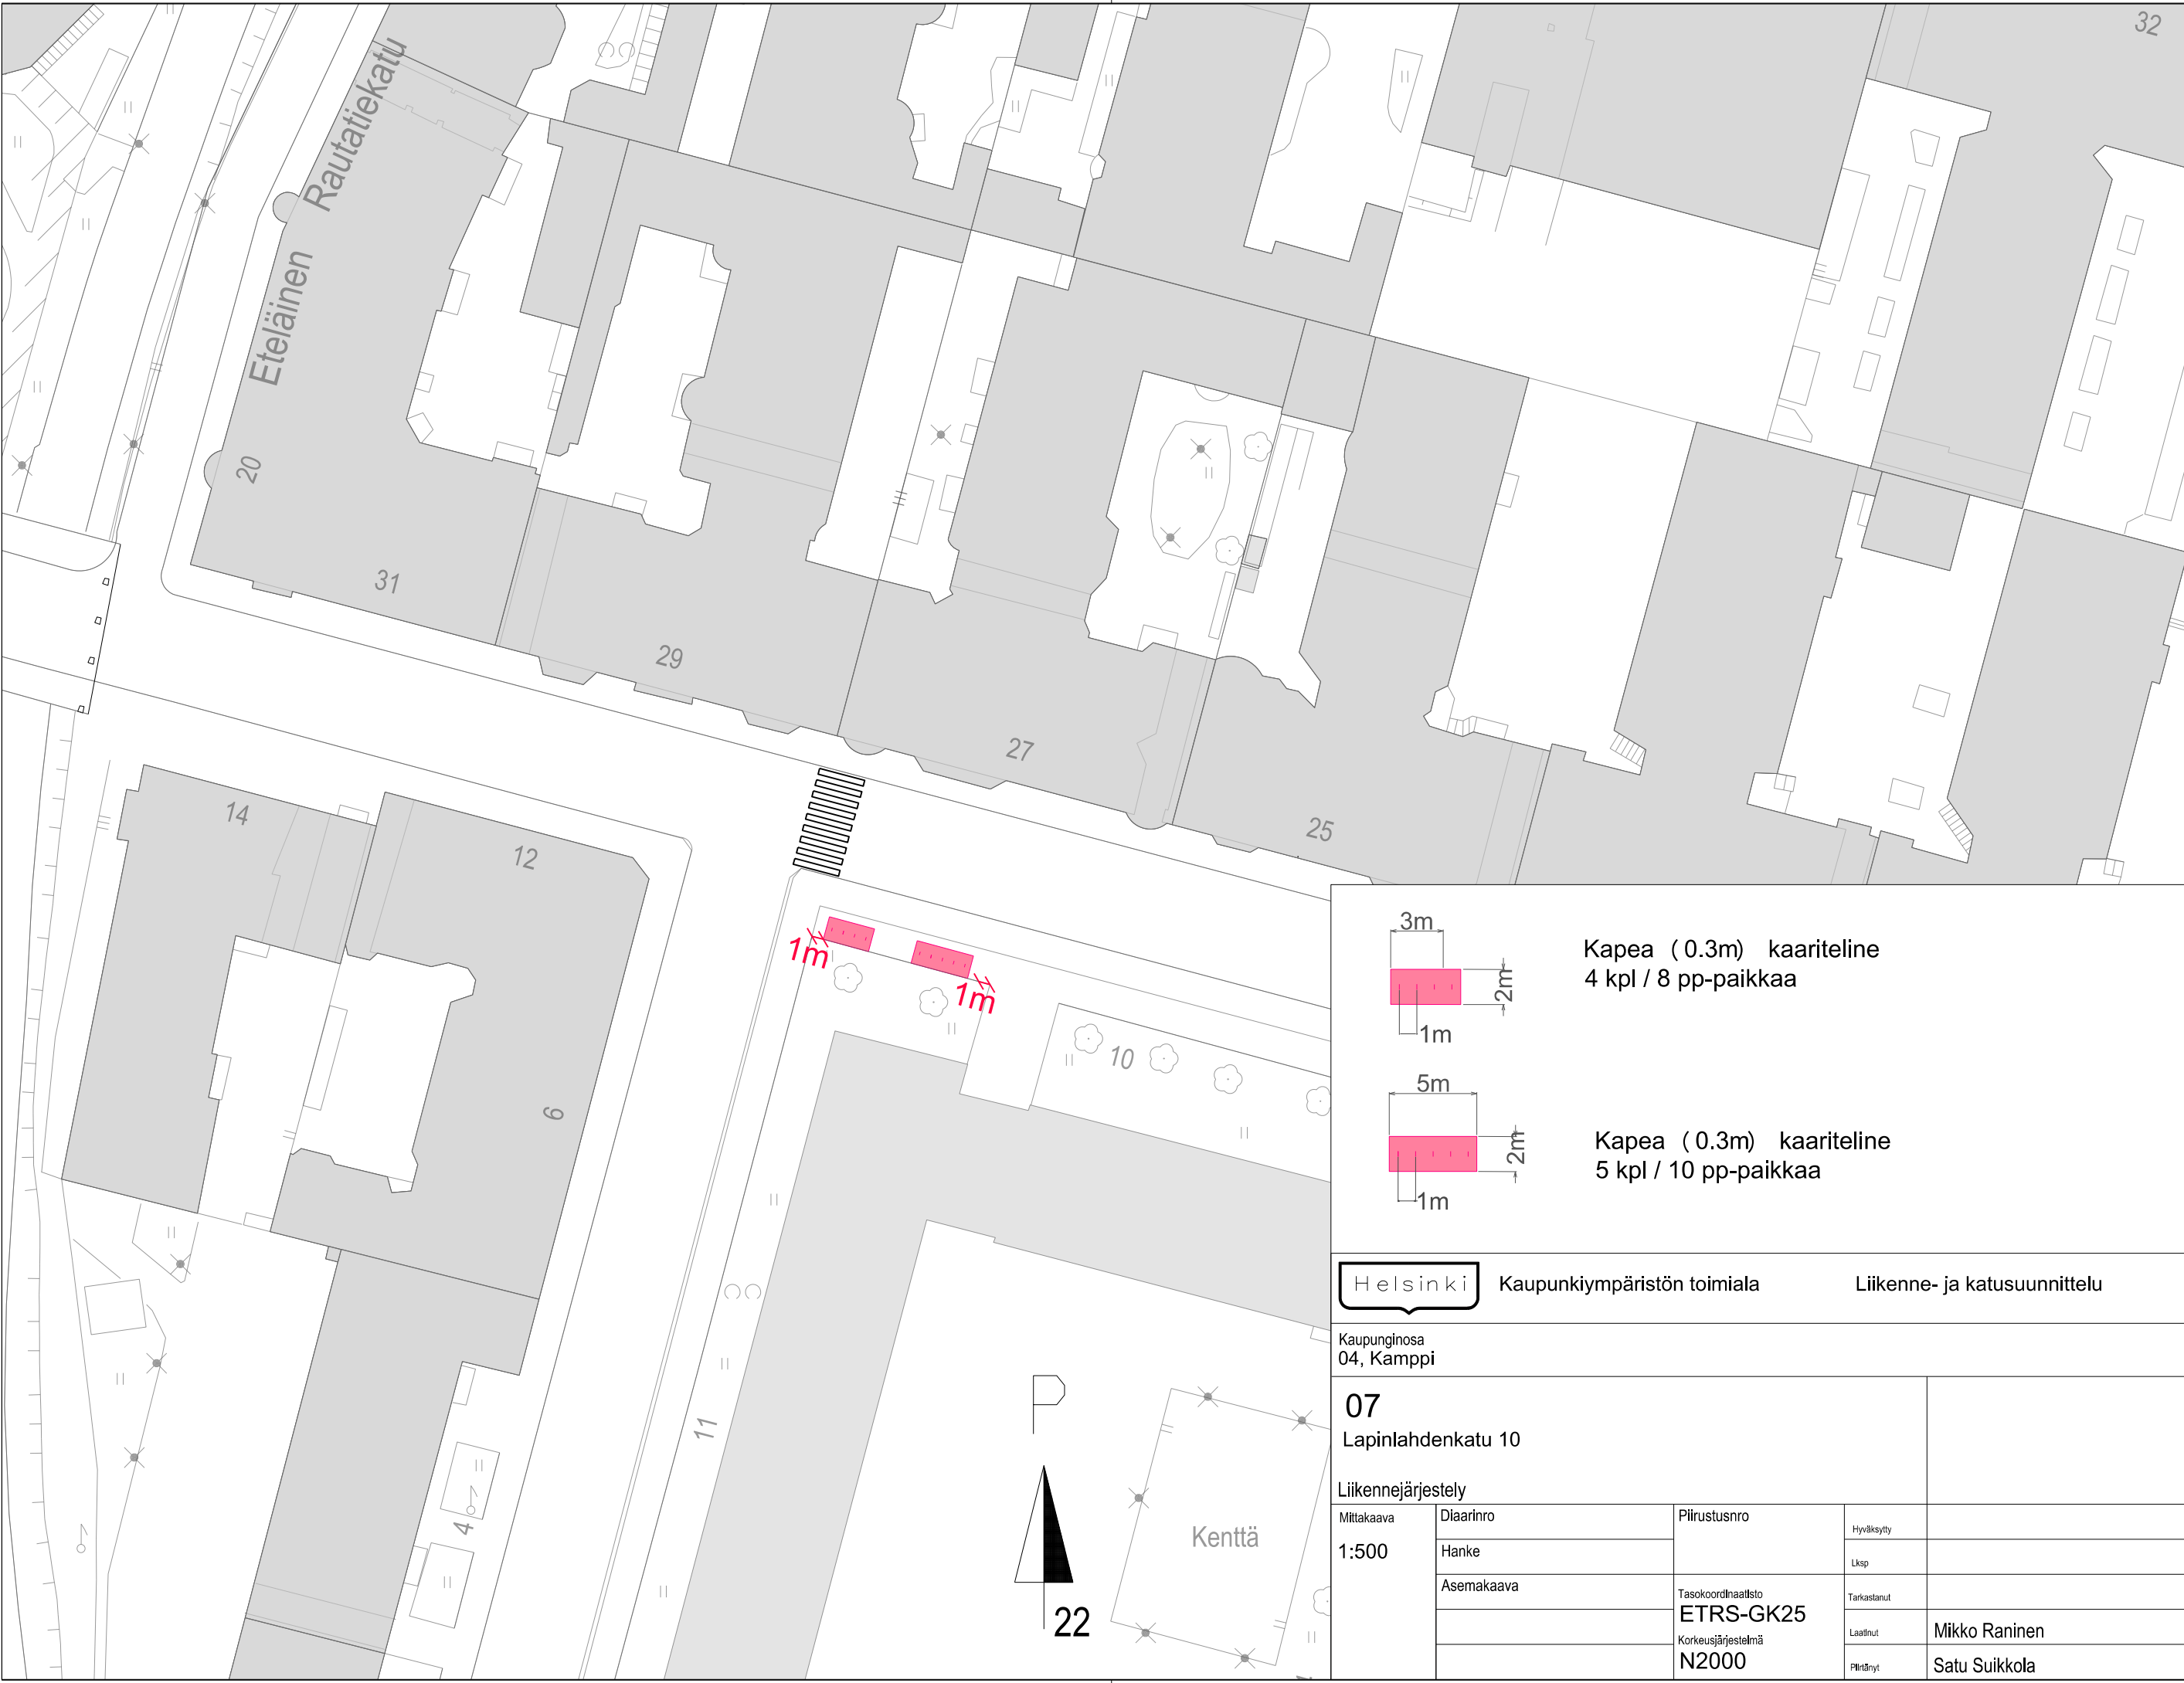 32
Eteläinen Rautatiekatu
20
31
29
27
25
14
12
6
1m
1m
10
11
4
Kenttä
P
22
3m
2m
1m
Kapea (0.3m) kaariteline
4 kpl / 8 pp-paikkaa
5m
2m
1m
Kapea (0.3m) kaariteline
5 kpl / 10 pp-paikkaa
Helsinki Kaupunkiympäristön toimiala Liikenne- ja katusuunnittelu
Kaupunginosa
04, Kamppi
07
Lapinlahdenkatu 10
Liikennejärjestely
Mittakaava
1:500
Diaarinro
Hanke
Asemakaava
Piirustusnro
Tasokoordinaatisto
ETRS-GK25
Korkeusjärjestelmä
N2000
Hyväksytty
Lksp
Tarkastanut
Laatinut Mikko Raninen
Piirtänyt Satu Suikkola